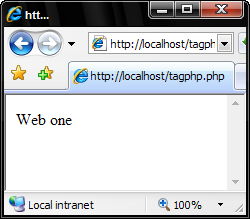 htt...
http://localhost/tagph
http://localhost/tagphp.php
Web one
Local intranet
100%